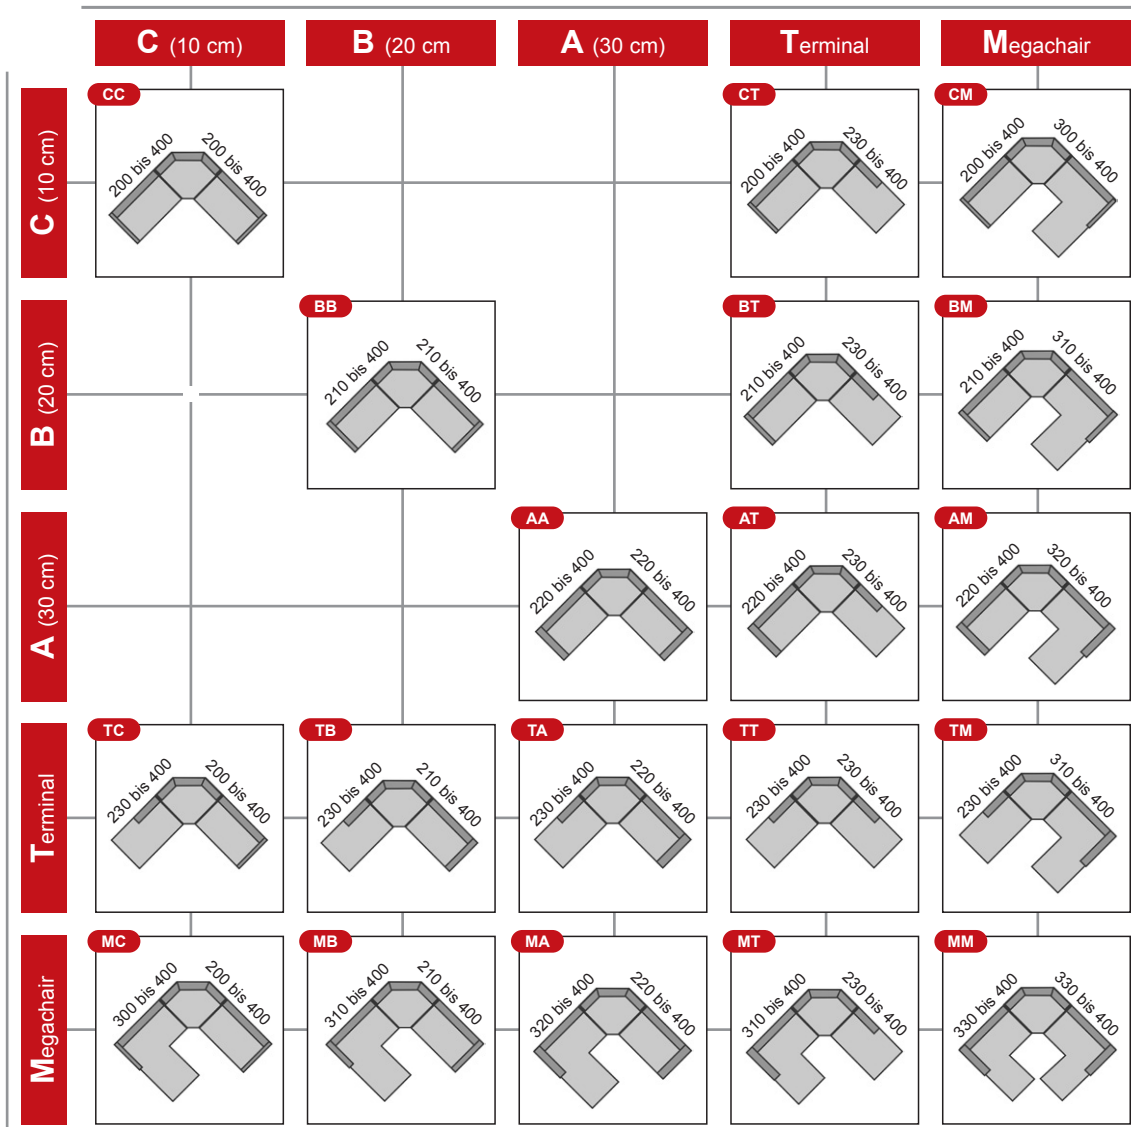 C (10 cm)
B (20 cm
A (30 cm)
Terminal
Megachair
C (10 cm)
CC
200 bis 400
200 bis 400
CT
200 bis 400
230 bis 400
CM
200 bis 400
300 bis 400
B (20 cm)
BB
210 bis 400
210 bis 400
BT
210 bis 400
230 bis 400
BM
210 bis 400
310 bis 400
A (30 cm)
AA
220 bis 400
220 bis 400
AT
220 bis 400
230 bis 400
AM
220 bis 400
320 bis 400
Terminal
TC
230 bis 400
200 bis 400
TB
230 bis 400
210 bis 400
TA
230 bis 400
220 bis 400
TT
230 bis 400
230 bis 400
TM
230 bis 400
310 bis 400
Megachair
MC
300 bis 400
200 bis 400
MB
310 bis 400
210 bis 400
MA
320 bis 400
220 bis 400
MT
310 bis 400
230 bis 400
MM
330 bis 400
330 bis 400